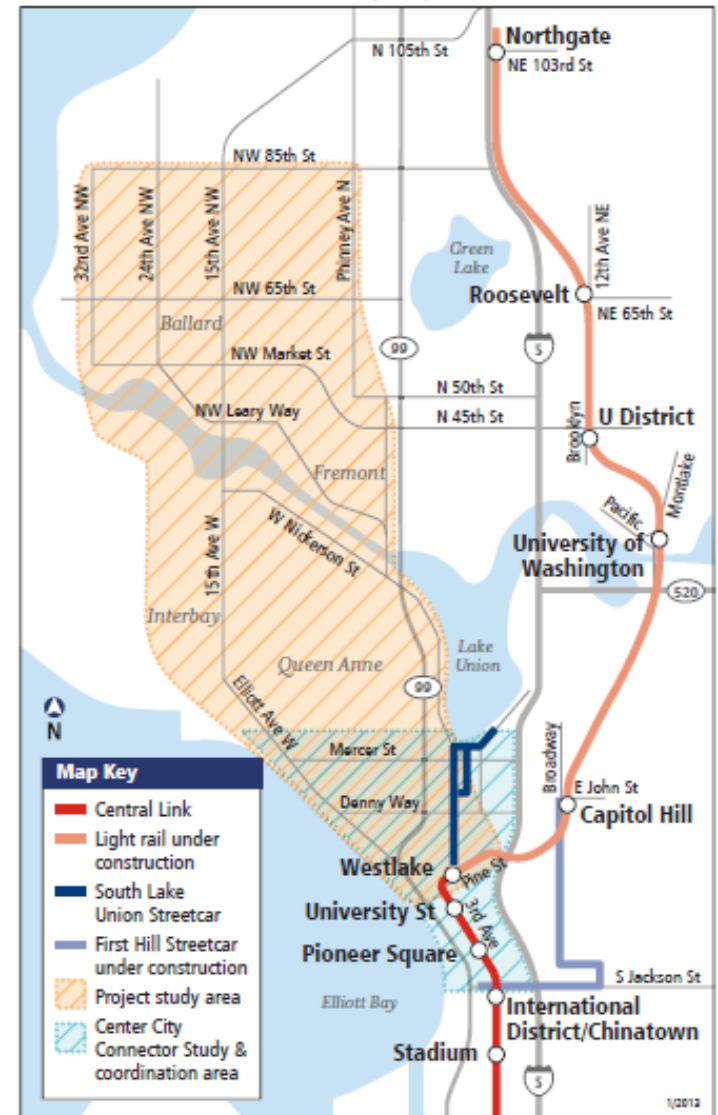 Northgate
N 105th St
NE 103rd St
NW 85th St
32nd Ave NW
24th Ave NW
15th Ave NW
Phinney Ave N
12th Ave NE
Green
Lake
NW 65th St
Roosevelt
NE 65th St
Ballard
99
5
NW Market St
N 50th St
NW Leary Way
N 45th St
Brooklyn
U District
Fremont
Pacific
Montlake
W Nickerson St
University of
Washington
15th Ave W
520
Interbay
Lake
Union
Queen Anne
99
Elliott Ave W
N
Mercer St
Broadway
E John St
Denny Way
Capitol Hill
Westlake
Pine St
University St
3rd Ave
Pioneer Square
S Jackson St
Elliott Bay
International
District/Chinatown
Stadium
5
Map Key
Central Link
Light rail under
construction
South Lake
Union Streetcar
First Hill Streetcar
under construction
Project study area
Center City
Connector Study &
coordination area
1/2013